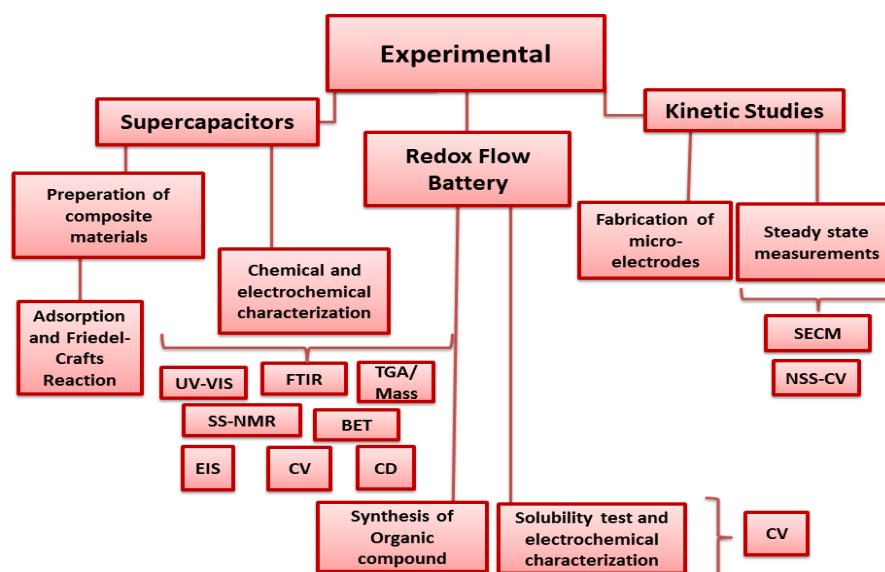 Experimental
Supercapacitors
Kinetic Studies
Redox Flow
Battery
Preperation of
composite
materials
Chemical and
electrochemical
characterization
Fabrication of
micro-
electrodes
Steady state
measurements
Adsorption
and Friedel-
Crafts
Reaction
SECM
NSS-CV
UV-VIS
FTIR
TGA/
Mass
SS-NMR
BET
EIS
CV
CD
Synthesis of
Organic
compound
Solubility test and
electrochemical
characterization
CV